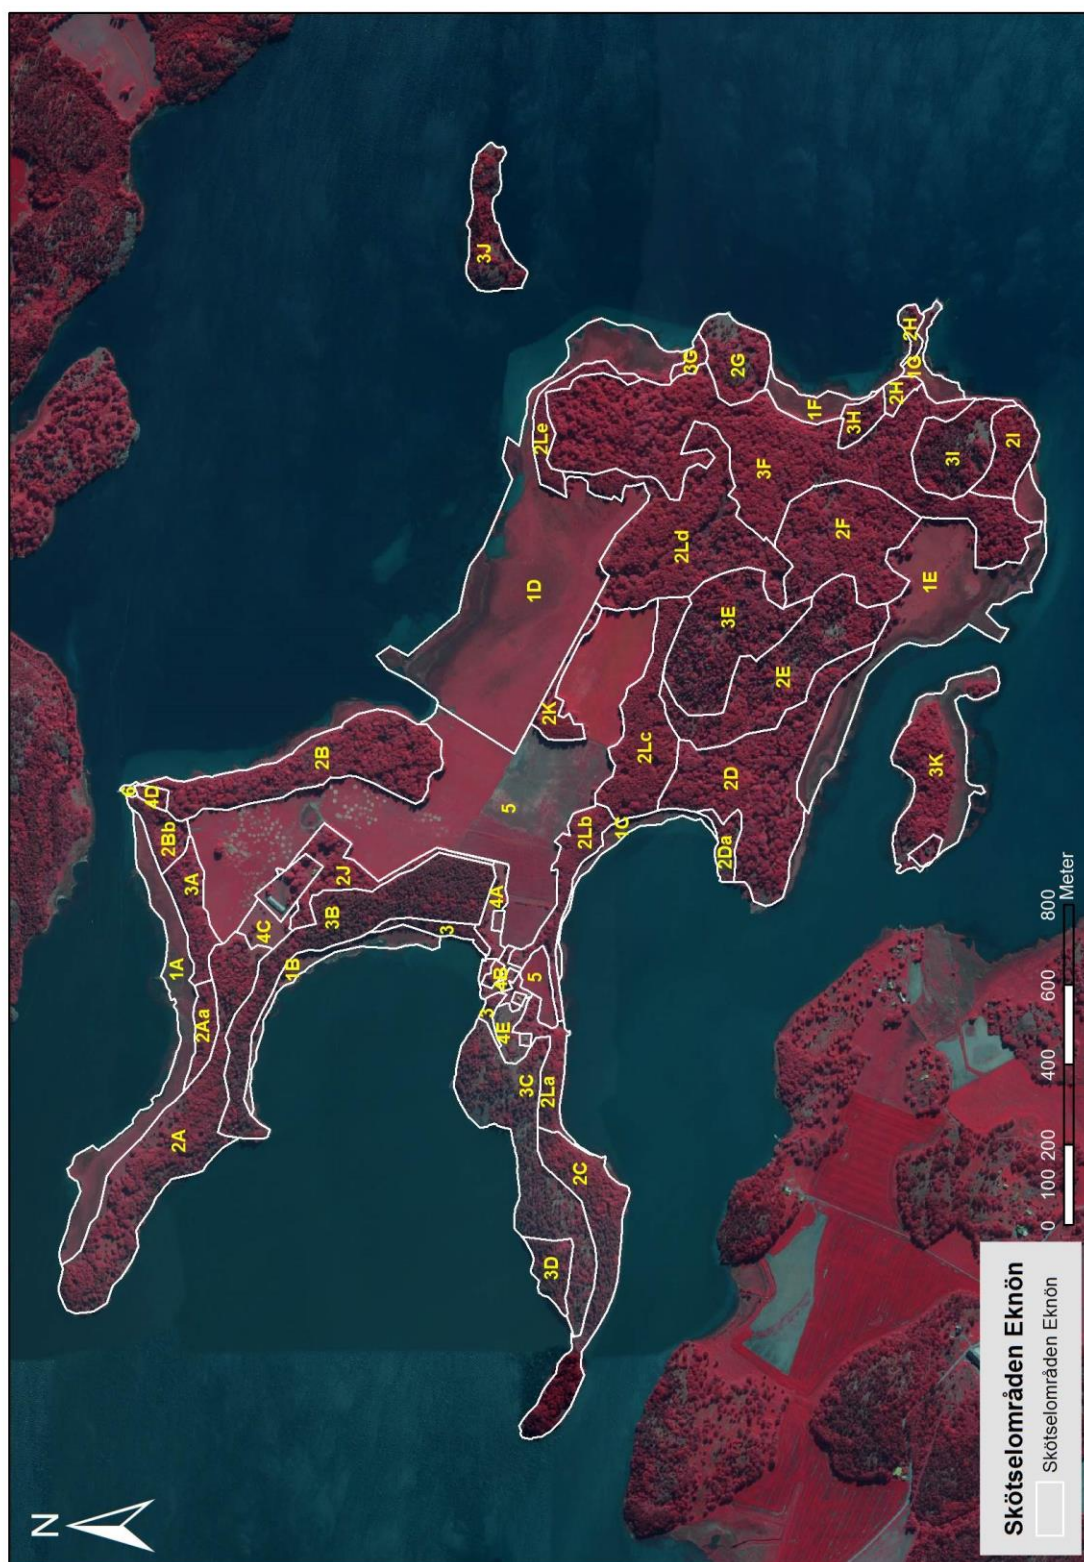 N
4D
2Bb
1A
2A
3A
2Aa
4C
1B
2B
3B
2J
3
3J
3
4A
4B
4E
5
3C
1D
5
2Le
2K
2La
3D
2C
2Lb
1C
2Lc
2Ld
3G
2Da
2D
3E
2G
3F
2E
1F
2F
3H
2H
2H
1G
1E
3K
3I
2I
Skötselområden Eknön
Skötselområden Eknön
0 100 200 400 600 800
Meter